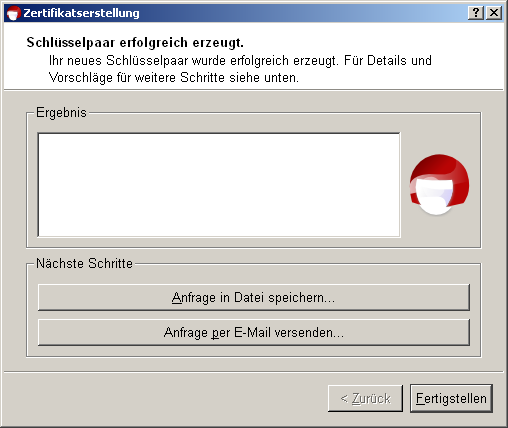 Zertifikatserstellung
Schlüsselpaar erfolgreich erzeugt.
Ihr neues Schlüsselpaar wurde erfolgreich erzeugt. Für Details und
Vorschläge für weitere Schritte siehe unten.
Ergebnis
Nächste Schritte
Anfrage in Datei speichern...
Anfrage per E-Mail versenden...
< Zurück
Fertigstellen